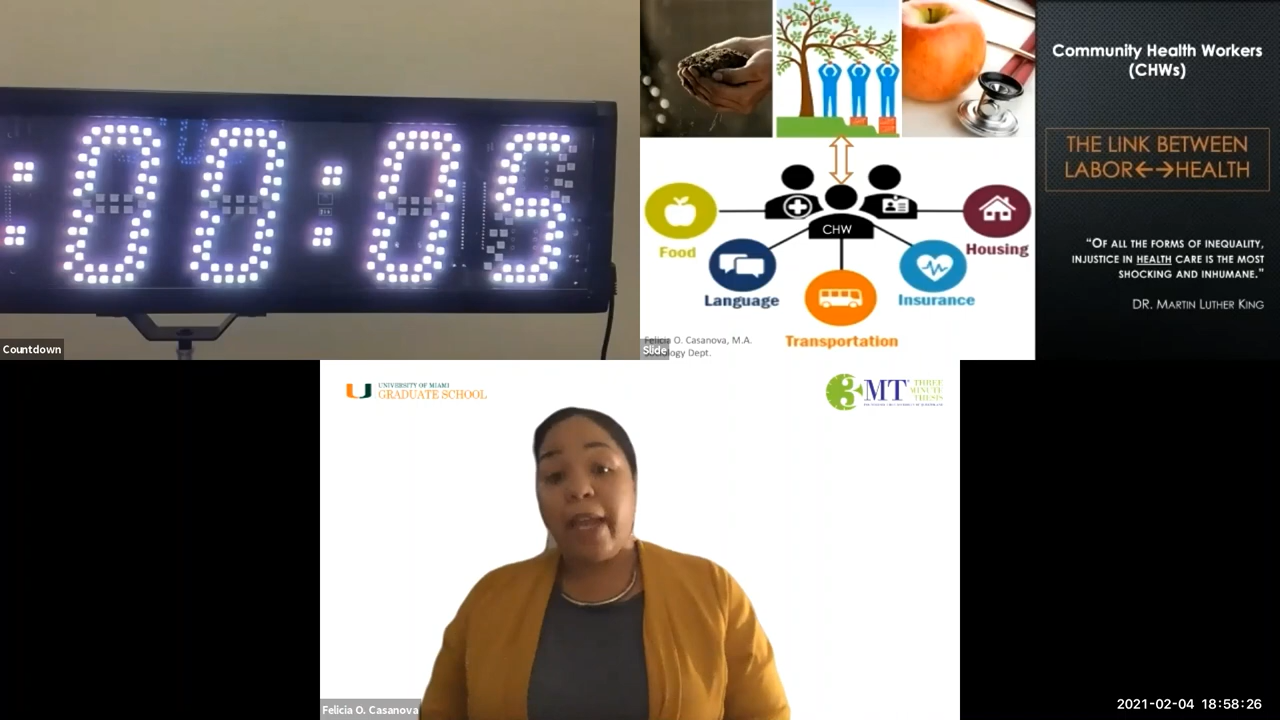 :00:05
Countdown
Community Health Workers
(CHWs)
THE LINK BETWEEN
LABOR←→HEALTH
“OF ALL THE FORMS OF INEQUALITY,
INJUSTICE IN HEALTH CARE IS THE MOST
SHOCKING AND INHUMANE.”
DR. MARTIN LUTHER KING
CHW
Food
Housing
Language
Insurance
Transportation
Felicia O. Casanova, M.A.
Slide
Dept.
UNIVERSITY OF MIAMI
GRADUATE SCHOOL
3MT
THREE
MINUTE
THESIS
Felicia O. Casanova
2021-02-04 18:58:26